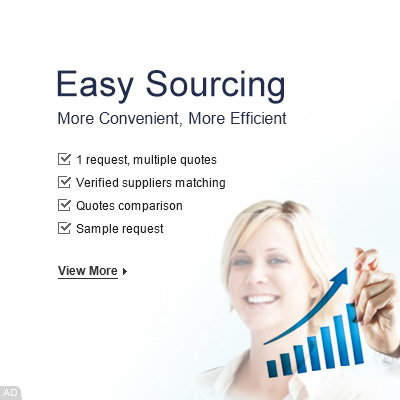 Easy Sourcing
More Convenient, More Efficient
1 request, multiple quotes
Verified suppliers matching
Quotes comparison
Sample request
View More
AD